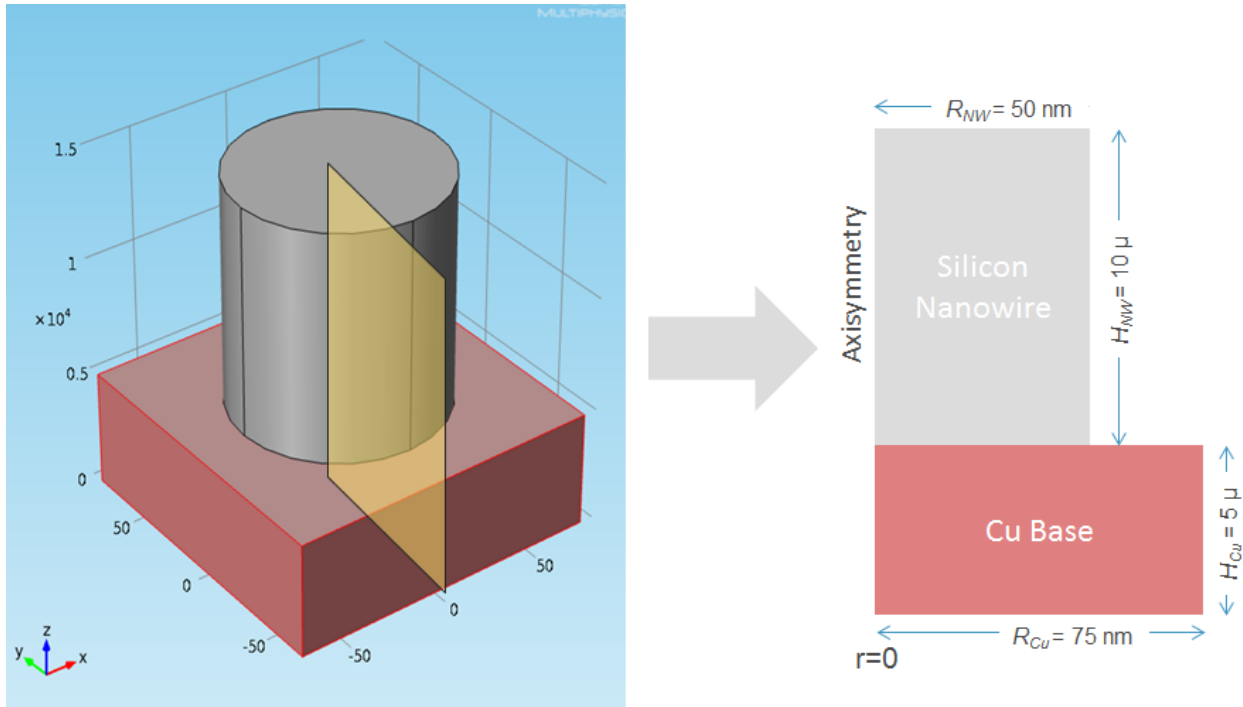 MULTIPHYSIC
1.5
1
×10⁴
0.5
0
50
0
-50
-50
0
50
z
y
x
R_NW = 50 nm
Axisymmetry
Silicon
Nanowire
H_NW = 10 µ
Cu Base
H_Cu = 5 µ
R_Cu = 75 nm
r=0